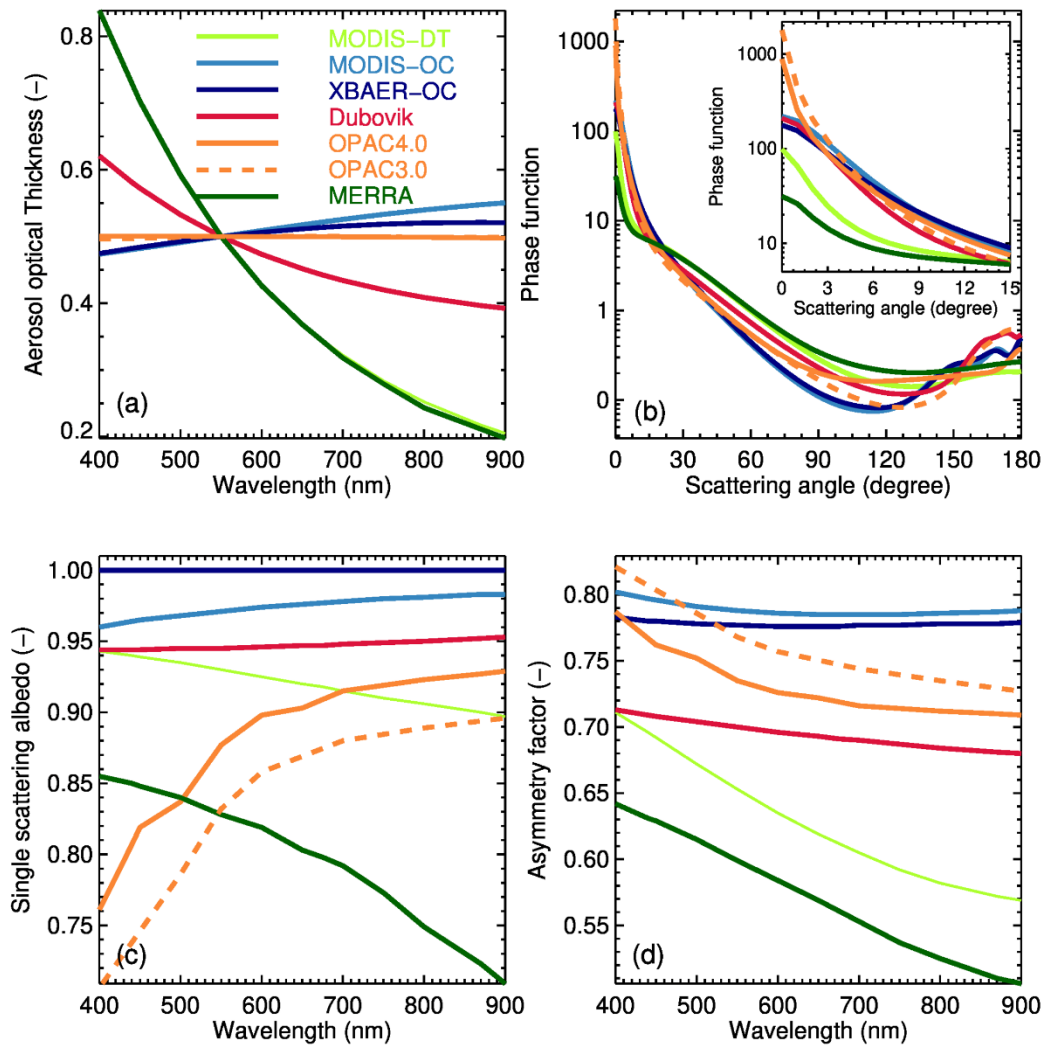 MODIS−DT
MODIS−OC
XBAER−OC
Dubovik
OPAC4.0
OPAC3.0
MERRA
Aerosol optical Thickness (−)
0.8
0.6
0.4
0.2
(a)
400 500 600 700 800 900
Wavelength (nm)
Phase function
1000
100
10
1
0
(b)
0 30 60 90 120 150 180
Scattering angle (degree)
Phase function
1000
100
10
0 3 6 9 12 15
Scattering angle (degree)
Single scattering albedo (−)
1.00
0.95
0.90
0.85
0.80
0.75
(c)
400 500 600 700 800 900
Wavelength (nm)
Asymmetry factor (−)
0.80
0.75
0.70
0.65
0.60
0.55
(d)
400 500 600 700 800 900
Wavelength (nm)